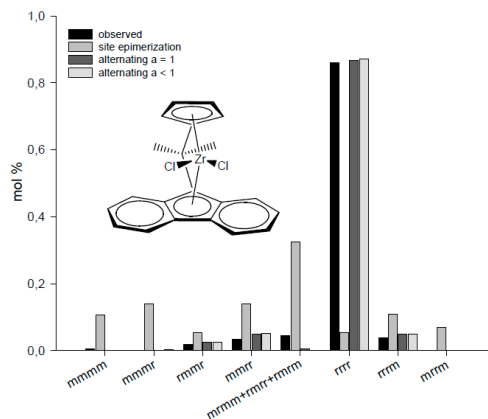 observed
site epimerization
alternating a = 1
alternating a < 1
mol %
1,0
0,8
0,6
0,4
0,2
0,0
Zr
Cl
Cl
mmmm
mmmr
rmmr
mmrr
mrmm+rmrr+rmrm
rrrr
rrrm
mrrm